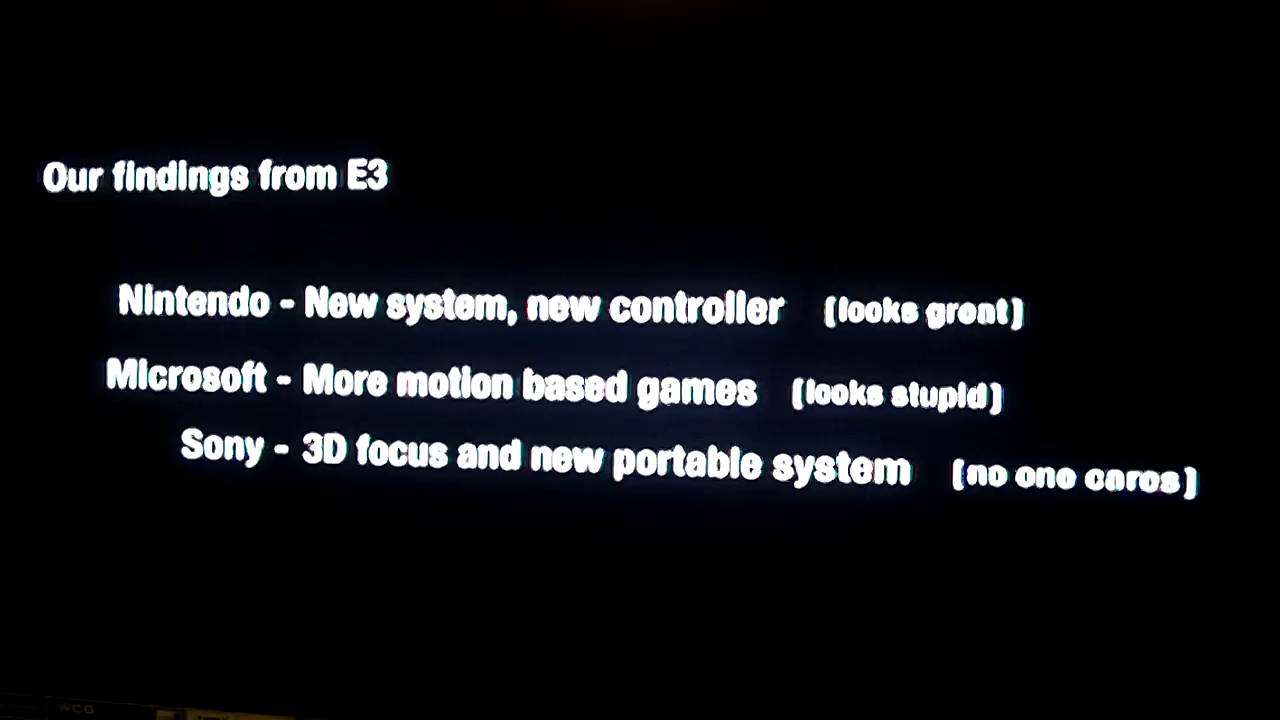 Our findings from E3
Nintendo - New system, new controller (looks great)
Microsoft - More motion based games (looks stupid)
Sony - 3D focus and new portable system (no one cares)
WCG